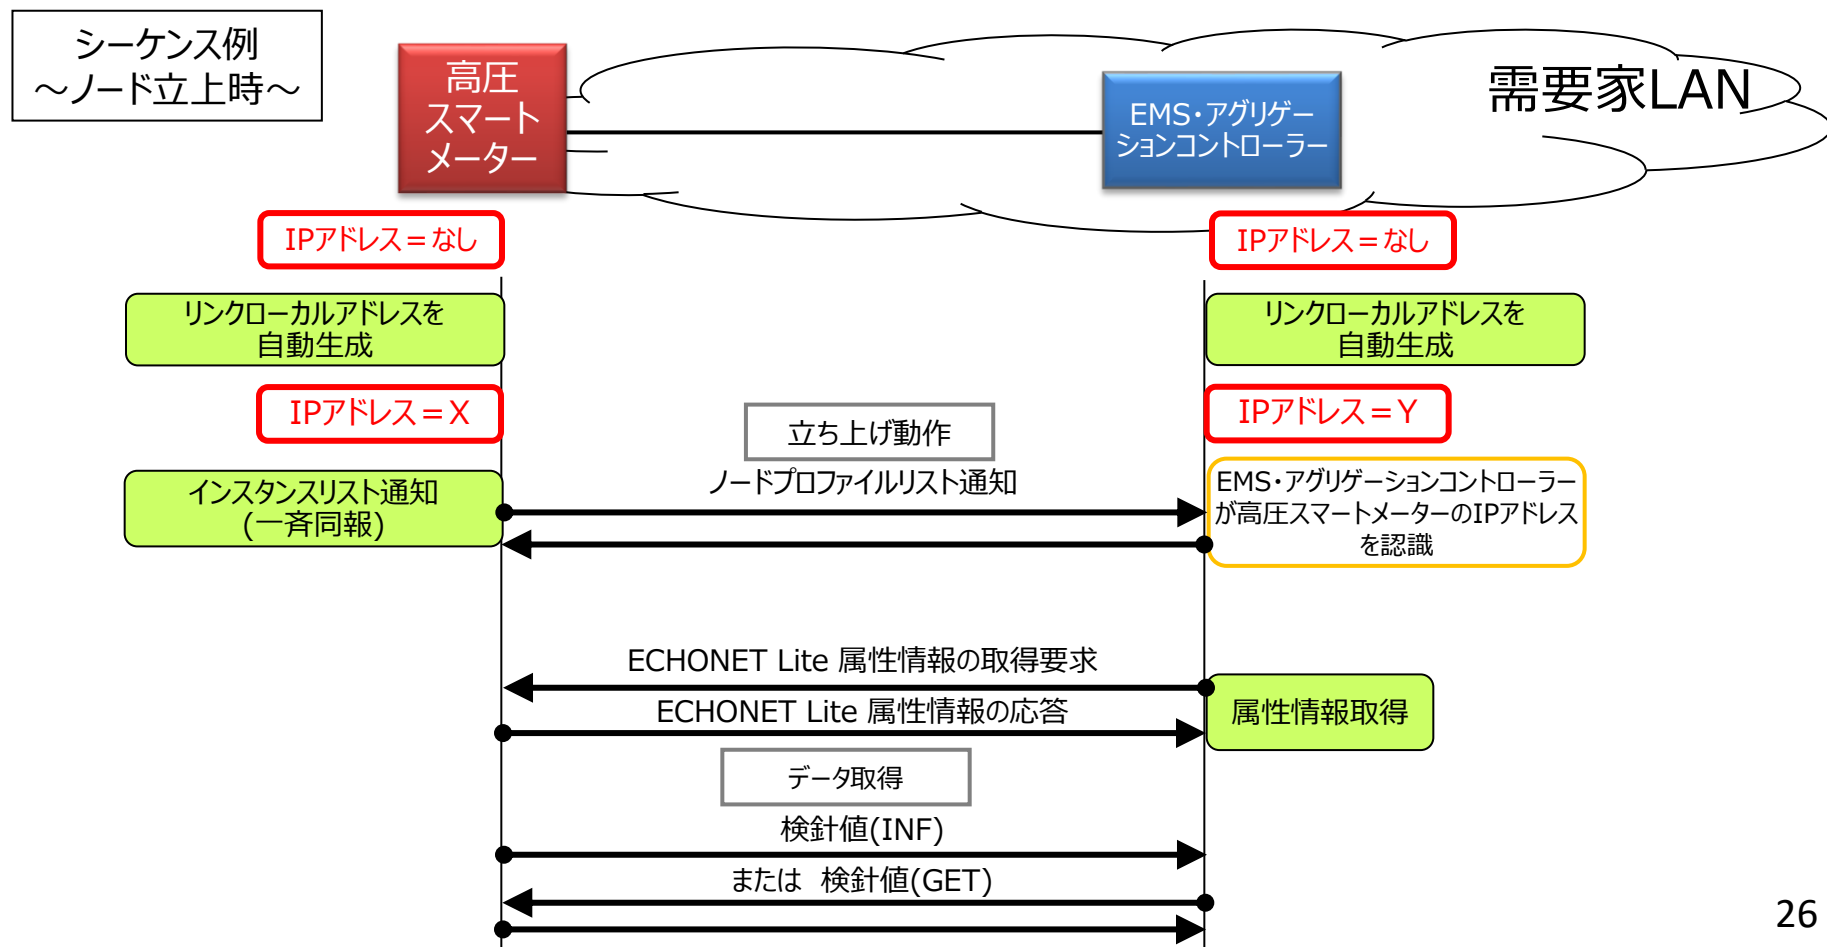 シーケンス例
～ノード立上時～
高圧
スマート
メーター
EMS・アグリゲー
ションコントローラー
需要家LAN
IPアドレス＝なし
IPアドレス＝なし
リンクローカルアドレスを
自動生成
リンクローカルアドレスを
自動生成
IPアドレス＝X
IPアドレス＝Y
立ち上げ動作
ノードプロファイルリスト通知
インスタンスリスト通知
(一斉同報)
EMS・アグリゲーションコントローラー
が高圧スマートメーターのIPアドレス
を認識
ECHONET Lite 属性情報の取得要求
ECHONET Lite 属性情報の応答
属性情報取得
データ取得
検針値(INF)
または 検針値(GET)
26